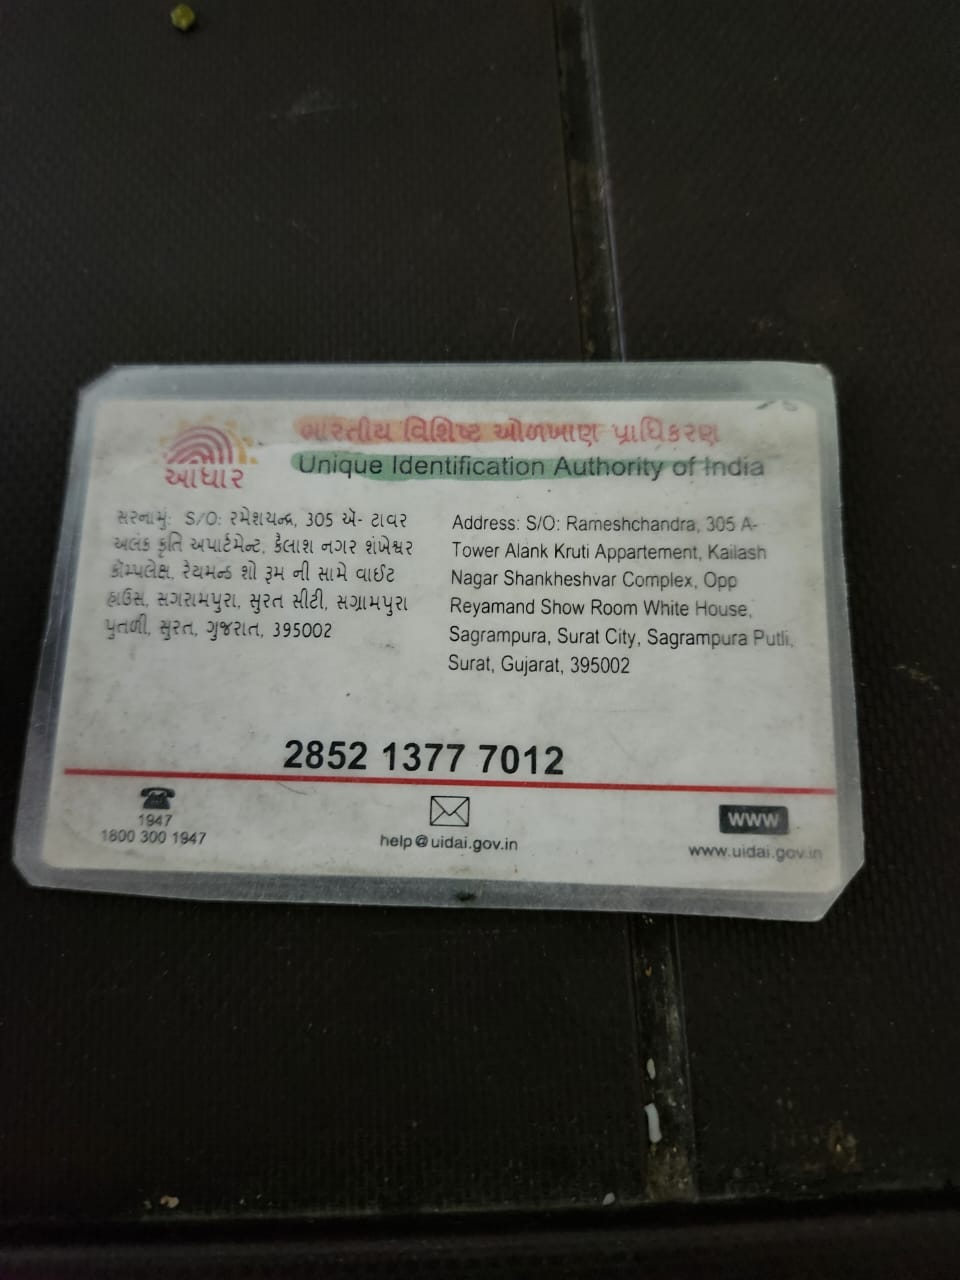 આધાર
ભારતીય વિશિષ્ટ ઓળખાણ પ્રાધિકરણ
Unique Identification Authority of India
સરનામું: S/O: રમેશચન્દ્ર, 305 એ- ટાવર
અલંક કૃતિ અપાર્ટમેન્ટ, કૈલાશ નગર શંખેશ્વર
કૉમ્પલેક્ષ, રેયમન્ડ શો રૂમ ની સામે વાઈટ
હાઉસ, સગરામપુરા, સુરત સીટી, સગ્રામપુરા
પુતળી, સુરત, ગુજરાત, 395002
Address: S/O: Rameshchandra, 305 A-
Tower Alank Kruti Appartement, Kailash
Nagar Shankheshvar Complex, Opp
Reyamand Show Room White House,
Sagrampura, Surat City, Sagrampura Putli,
Surat, Gujarat, 395002
2852 1377 7012
1947
1800 300 1947
help@uidai.gov.in
WWW
www.uidai.gov.in